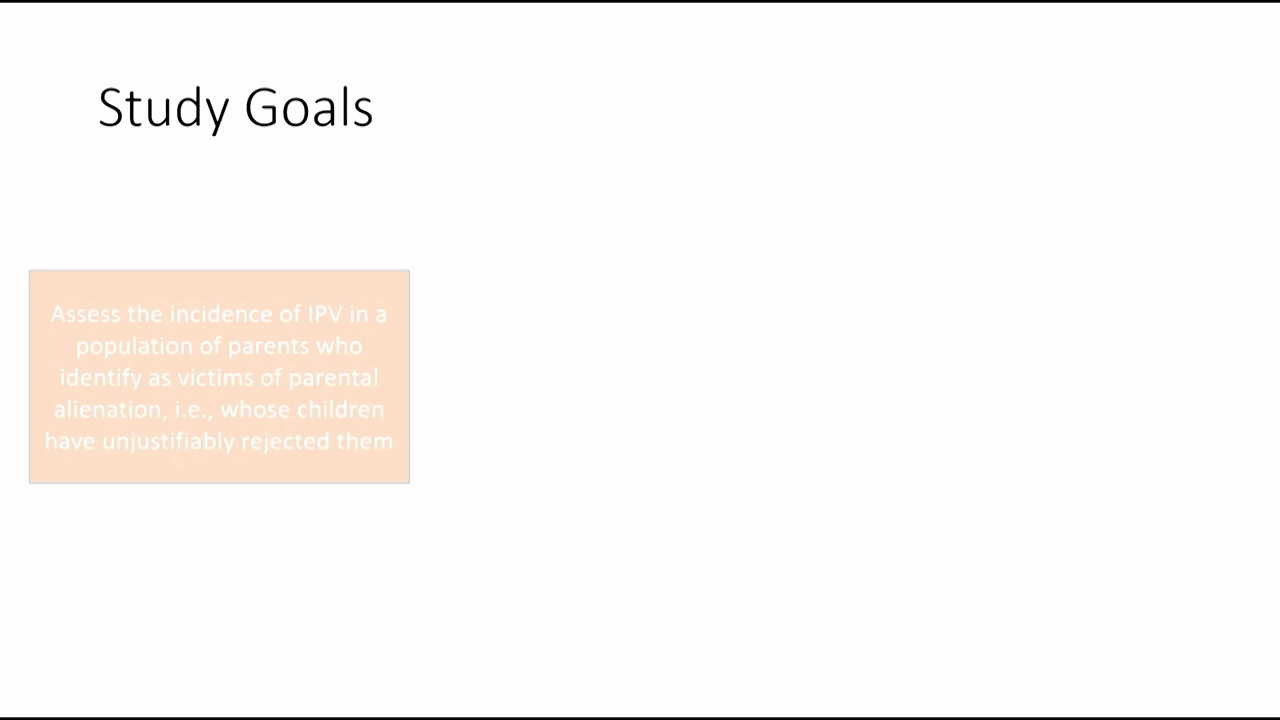 Study Goals
Assess the incidence of IPV in a
population of parents who
identify as victims of parental
alienation, i.e., whose children
have unjustifiably rejected them